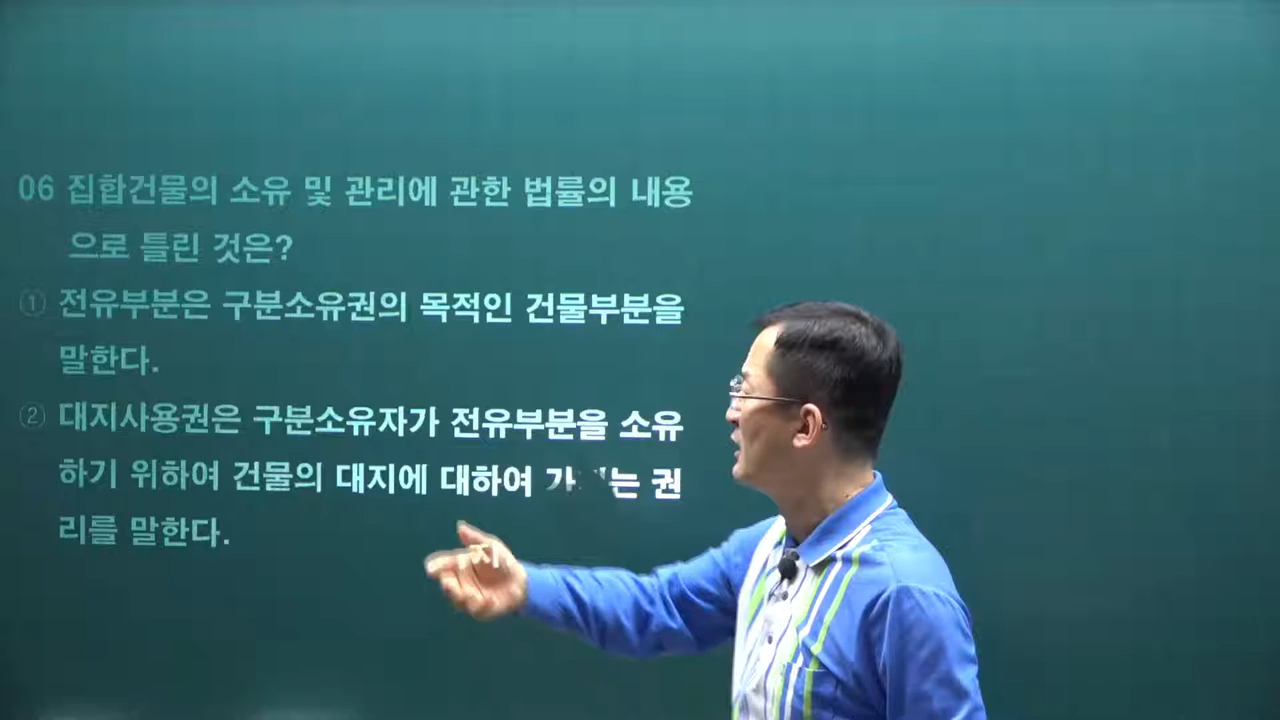 06 집합건물의 소유 및 관리에 관한 법률의 내용
으로 틀린 것은?
① 전유부분은 구분소유권의 목적인 건물부분을
말한다.
② 대지사용권은 구분소유자가 전유부분을 소유
하기 위하여 건물의 대지에 대하여 권
리를 말한다.